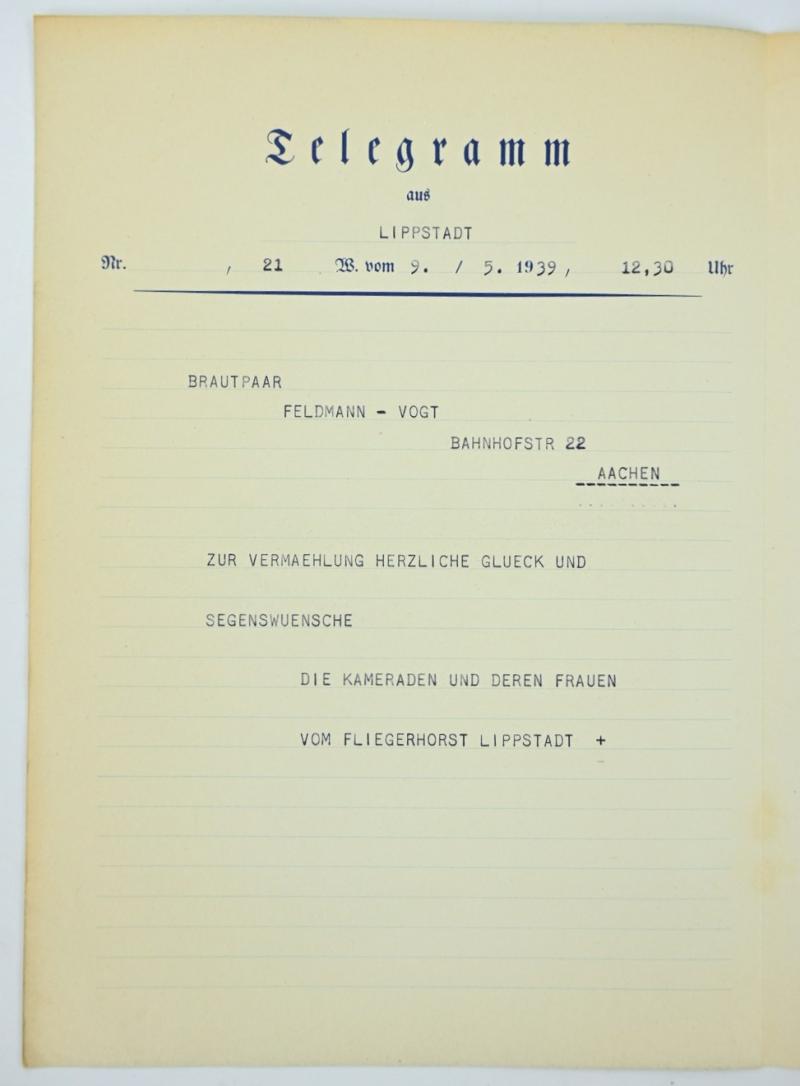 Telegramm
aus
LIPPSTADT
Nr. , 21 W. vom 9. / 5. 1939, 12,30 Uhr
BRAUTPAAR
FELDMANN - VOGT
BAHNHOFSTR 22
AACHEN
ZUR VERMAEHLUNG HERZLICHE GLUECK UND
SEGENSWUENSCHE
DIE KAMERADEN UND DEREN FRAUEN
VOM FLIEGERHORST LIPPSTADT +